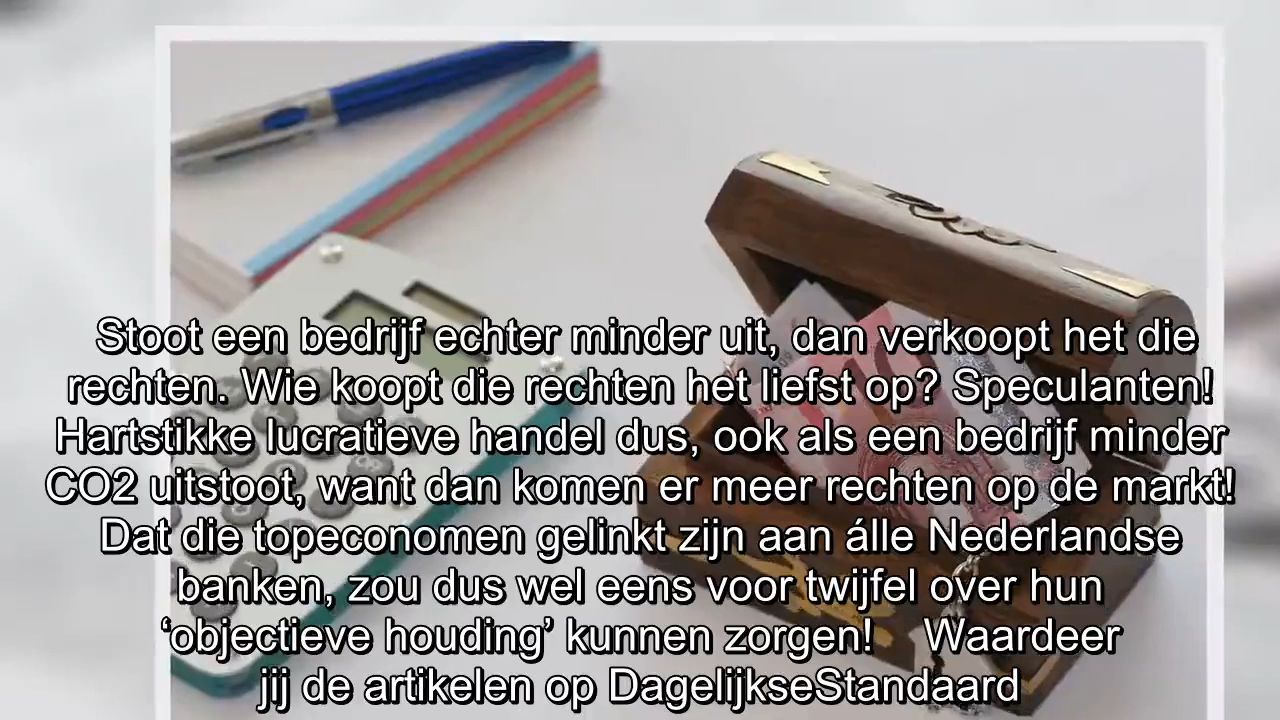 Stoot een bedrijf echter minder uit, dan verkoopt het die
rechten. Wie koopt die rechten het liefst op? Speculanten!
Hartstikke lucratieve handel dus, ook als een bedrijf minder
CO2 uitstoot, want dan komen er meer rechten op de markt!
Dat die topeconomen gelinkt zijn aan álle Nederlandse
banken, zou dus wel eens voor twijfel over hun
‘objectieve houding’ kunnen zorgen!    Waardeer
jij de artikelen op DagelijkseStandaard